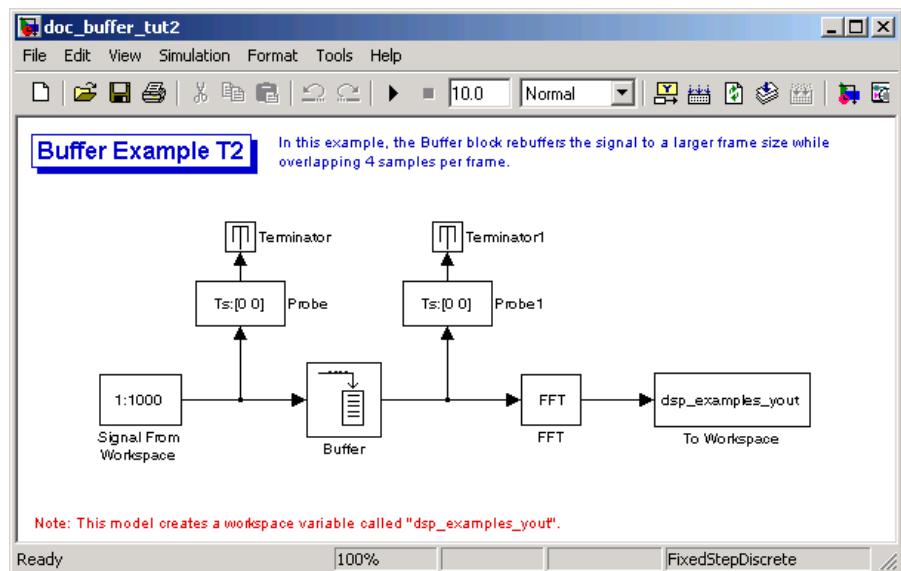 doc_buffer_tut2
File Edit View Simulation Format Tools Help
10.0 Normal
Buffer Example T2
In this example, the Buffer block rebuffers the signal to a larger frame size while
overlapping 4 samples per frame.
Terminator
Terminator1
Ts:[0 0]
Probe
Ts:[0 0]
Probe1
1:1000
Signal From
Workspace
Buffer
FFT
FFT
dsp_examples_yout
To Workspace
Note: This model creates a workspace variable called "dsp_examples_yout".
Ready 100% FixedStepDiscrete